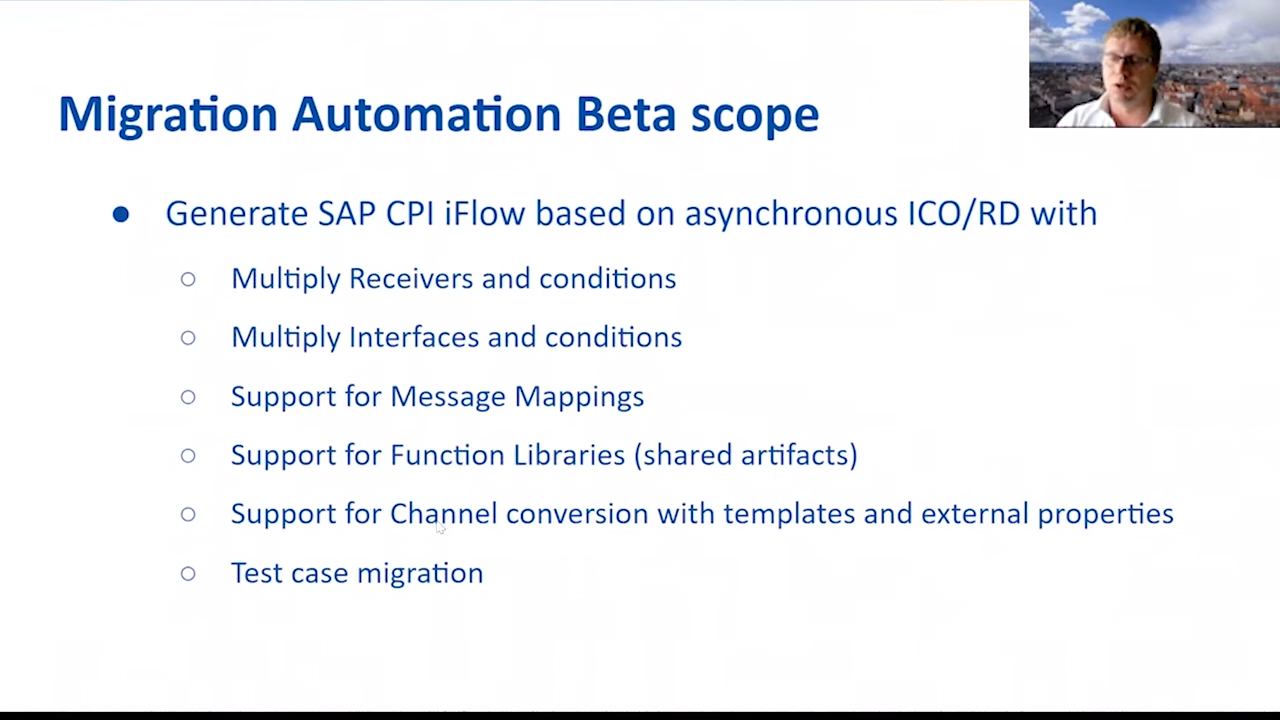 Migration Automation Beta scope
● Generate SAP CPI iFlow based on asynchronous ICO/RD with
○ Multiply Receivers and conditions
○ Multiply Interfaces and conditions
○ Support for Message Mappings
○ Support for Function Libraries (shared artifacts)
○ Support for Channel conversion with templates and external properties
○ Test case migration